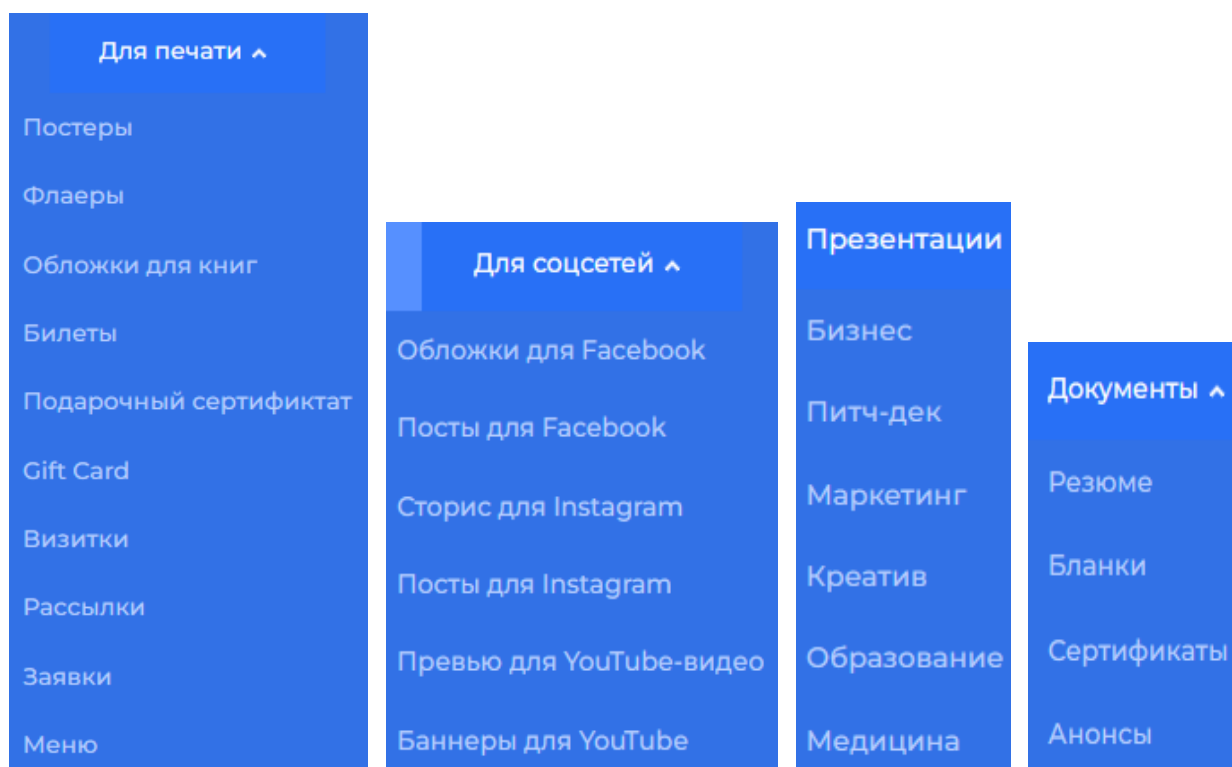 Для печати
Постеры
Флаеры
Обложки для книг
Билеты
Подарочный сертификтат
Gift Card
Визитки
Рассылки
Заявки
Меню
Для соцсетей
Обложки для Facebook
Посты для Facebook
Сторис для Instagram
Посты для Instagram
Превью для YouTube-видео
Баннеры для YouTube
Презентации
Бизнес
Питч-дек
Маркетинг
Креатив
Образование
Медицина
Документы
Резюме
Бланки
Сертификаты
Анонсы